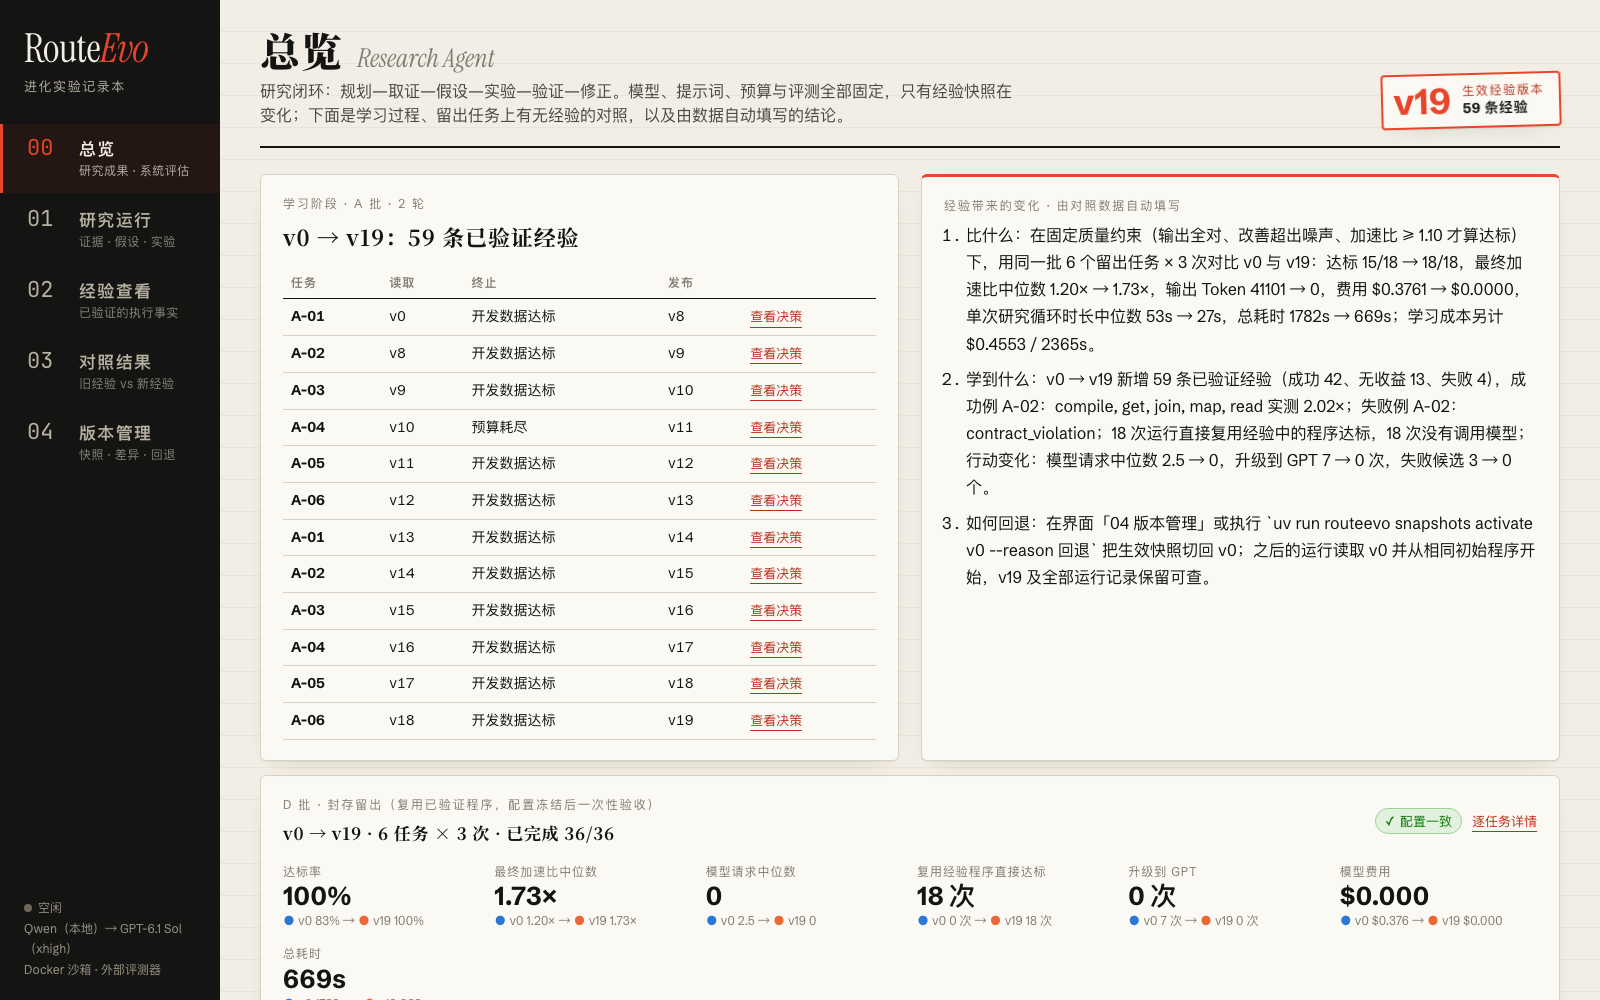 RouteEvo
进化实验记录本
00 总览
研究成果 · 系统评估
01 研究运行
证据 · 假设 · 实验
02 经验查看
已验证的执行事实
03 对照结果
旧经验 vs 新经验
04 版本管理
快照 · 差异 · 回退
空闲
Qwen（本地）→ GPT-6.1 Sol
（xhigh）
Docker 沙箱 · 外部评测器
总览 Research Agent
研究闭环：规划—取证—假设—实验—验证—修正。模型、提示词、预算与评测全部固定，只有经验快照在
变化；下面是学习过程、留出任务上有无经验的对照，以及由数据自动填写的结论。
v19 生效经验版本
59 条经验
学习阶段 · A 批 · 2 轮
v0 → v19：59 条已验证经验
任务 读取 终止 发布
A-01 v0 开发数据达标 v8 查看决策
A-02 v8 开发数据达标 v9 查看决策
A-03 v9 开发数据达标 v10 查看决策
A-04 v10 预算耗尽 v11 查看决策
A-05 v11 开发数据达标 v12 查看决策
A-06 v12 开发数据达标 v13 查看决策
A-01 v13 开发数据达标 v14 查看决策
A-02 v14 开发数据达标 v15 查看决策
A-03 v15 开发数据达标 v16 查看决策
A-04 v16 开发数据达标 v17 查看决策
A-05 v17 开发数据达标 v18 查看决策
A-06 v18 开发数据达标 v19 查看决策
经验带来的变化 · 由对照数据自动填写
1. 比什么：在固定质量约束（输出全对、改善超出噪声、加速比 ≥ 1.10 才算达标）
下，用同一批 6 个留出任务 × 3 次对比 v0 与 v19：达标 15/18 → 18/18，最终加
速比中位数 1.20× → 1.73×，输出 Token 41101 → 0，费用 $0.3761 → $0.0000，
单次研究循环时长中位数 53s → 27s，总耗时 1782s → 669s；学习成本另计
$0.4553 / 2365s。
2. 学到什么：v0 → v19 新增 59 条已验证经验（成功 42、无收益 13、失败 4），成
功例 A-02：compile, get, join, map, read 实测 2.02×；失败例 A-02：
contract_violation；18 次运行直接复用经验中的程序达标，18 次没有调用模型；
行动变化：模型请求中位数 2.5 → 0，升级到 GPT 7 → 0 次，失败候选 3 → 0
个。
3. 如何回退：在界面「04 版本管理」或执行 `uv run routeevo snapshots activate
v0 --reason 回退` 把生效快照切回 v0；之后的运行读取 v0 并从相同初始程序开
始，v19 及全部运行记录保留可查。
D 批 · 封存留出（复用已验证程序，配置冻结后一次性验收）
v0 → v19 · 6 任务 × 3 次 · 已完成 36/36
✓ 配置一致 逐任务详情
达标率
100%
v0 83% → v19 100%
最终加速比中位数
1.73×
v0 1.20× → v19 1.73×
模型请求中位数
0
v0 2.5 → v19 0
复用经验程序直接达标
18 次
v0 0 次 → v19 18 次
升级到 GPT
0 次
v0 7 次 → v19 0 次
模型费用
$0.000
v0 $0.376 → v19 $0.000
总耗时
669s